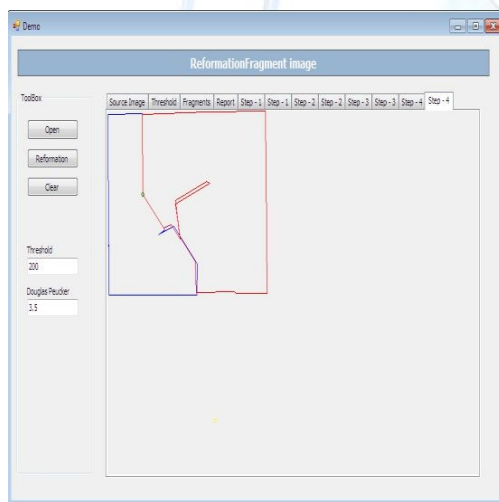 Demo
ReformationFragment image
ToolBox
Source Image Threshold Fragments Report Step - 1 Step - 1 Step - 2 Step - 2 Step - 3 Step - 3 Step - 4 Step - 4
Open
Reformation
Clear
Threshold
200
Douglas Peucker
3.5